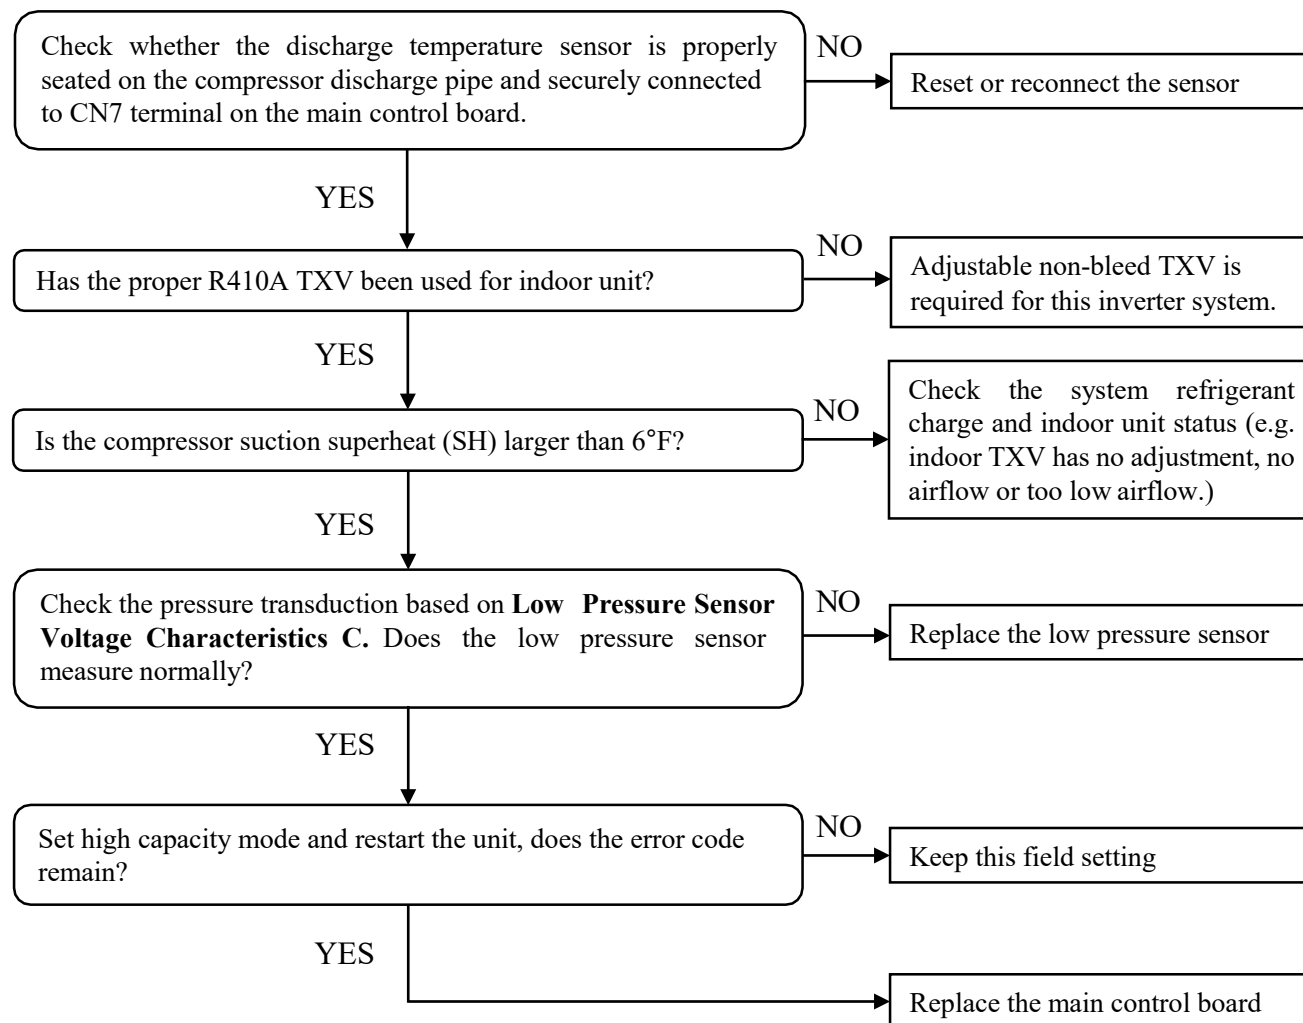 Check whether the discharge temperature sensor is properly
seated on the compressor discharge pipe and securely connected
to CN7 terminal on the main control board.
NO
Reset or reconnect the sensor
YES
Has the proper R410A TXV been used for indoor unit?
NO
Adjustable non-bleed TXV is
required for this inverter system.
YES
Is the compressor suction superheat (SH) larger than 6°F?
NO
Check the system refrigerant
charge and indoor unit status (e.g.
indoor TXV has no adjustment, no
airflow or too low airflow.)
YES
Check the pressure transduction based on Low Pressure Sensor
Voltage Characteristics C. Does the low pressure sensor
measure normally?
NO
Replace the low pressure sensor
YES
Set high capacity mode and restart the unit, does the error code
remain?
NO
Keep this field setting
YES
Replace the main control board